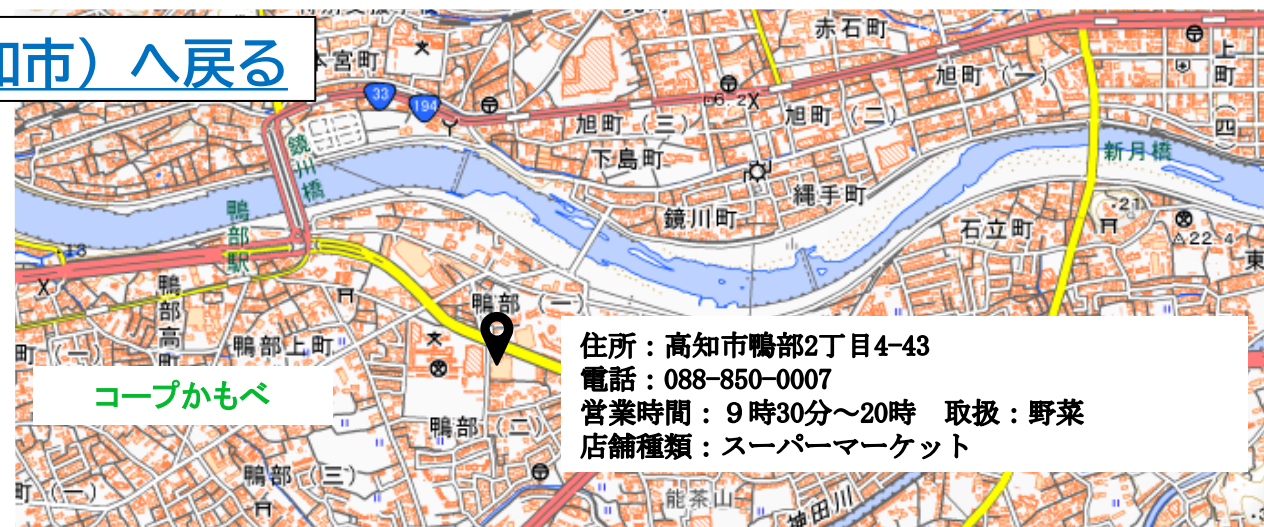 知市）へ戻る
本宮町
赤石町
上町（四）
旭町（一）
33
194
旭町（三）
旭町（二）
下島町
鏡川橋
新月橋
縄手町
鏡川町
石立町
鴨部駅
鴨部高町
鴨部（一）
鴨部上町
コープかもべ
住所：高知市鴨部2丁目4-43
電話：088-850-0007
営業時間：９時30分～20時　取扱：野菜
店舗種類：スーパーマーケット
鴨部（二）
鴨部（三）
能茶山
神田川